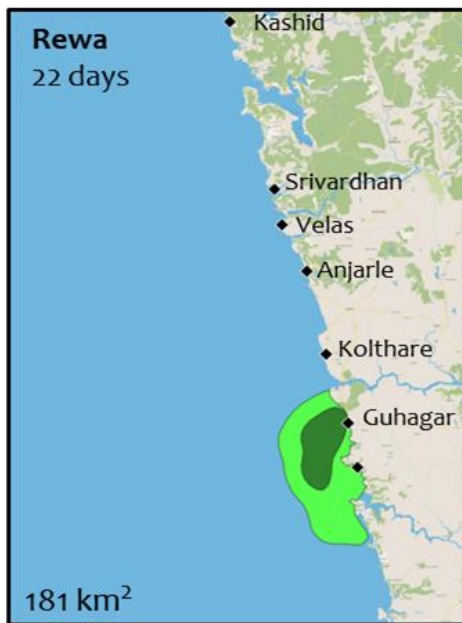 Rewa
22 days
Kashid
Srivardhan
Velas
Anjarle
Kolthare
Guhagar
181 km²